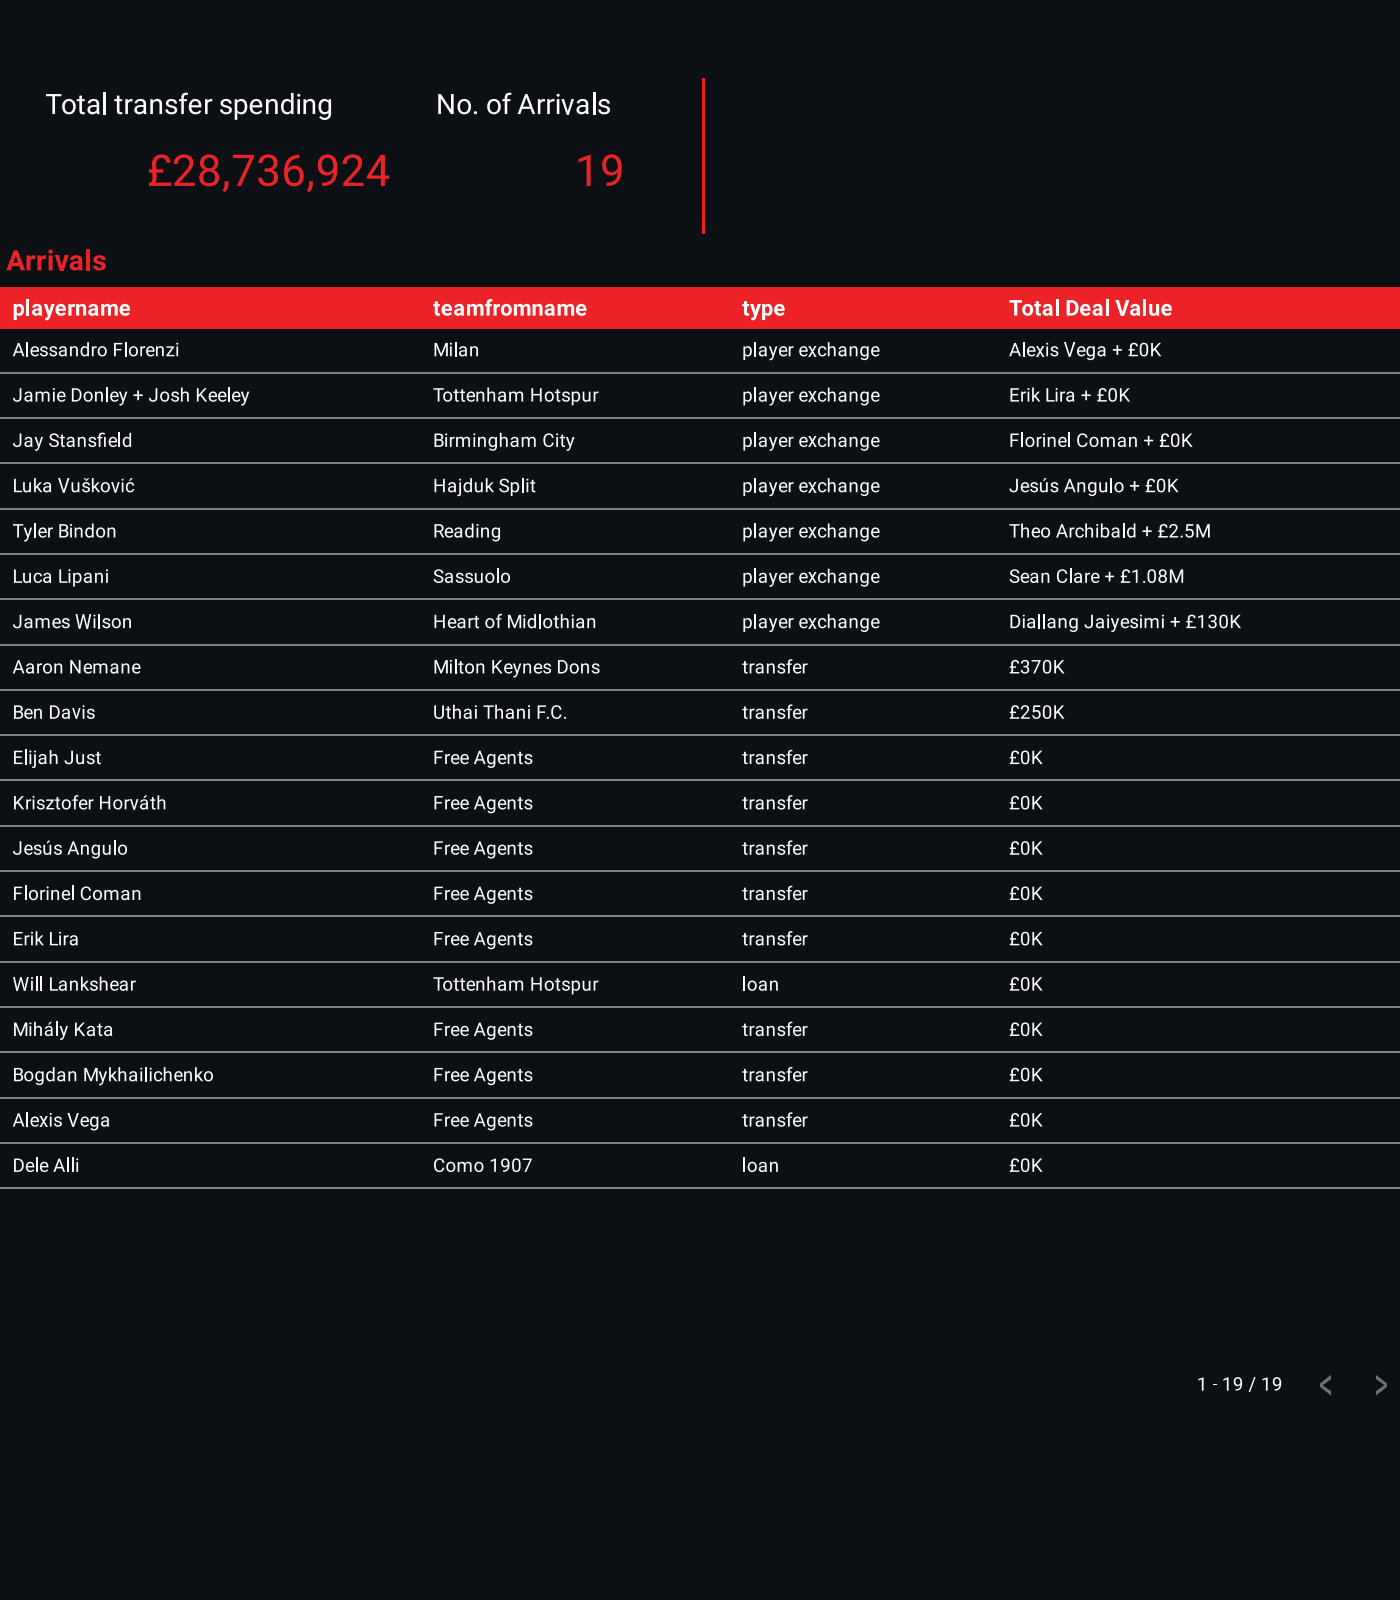 Total transfer spending No. of Arrivals
£28,736,924 19
Arrivals
playername teamfromname type Total Deal Value
Alessandro Florenzi Milan player exchange Alexis Vega + £0K
Jamie Donley + Josh Keeley Tottenham Hotspur player exchange Erik Lira + £0K
Jay Stansfield Birmingham City player exchange Florinel Coman + £0K
Luka Vušković Hajduk Split player exchange Jesús Angulo + £0K
Tyler Bindon Reading player exchange Theo Archibald + £2.5M
Luca Lipani Sassuolo player exchange Sean Clare + £1.08M
James Wilson Heart of Midlothian player exchange Diallang Jaiyesimi + £130K
Aaron Nemane Milton Keynes Dons transfer £370K
Ben Davis Uthai Thani F.C. transfer £250K
Elijah Just Free Agents transfer £0K
Krisztofer Horváth Free Agents transfer £0K
Jesús Angulo Free Agents transfer £0K
Florinel Coman Free Agents transfer £0K
Erik Lira Free Agents transfer £0K
Will Lankshear Tottenham Hotspur loan £0K
Mihály Kata Free Agents transfer £0K
Bogdan Mykhailichenko Free Agents transfer £0K
Alexis Vega Free Agents transfer £0K
Dele Alli Como 1907 loan £0K
1 - 19 / 19 < >